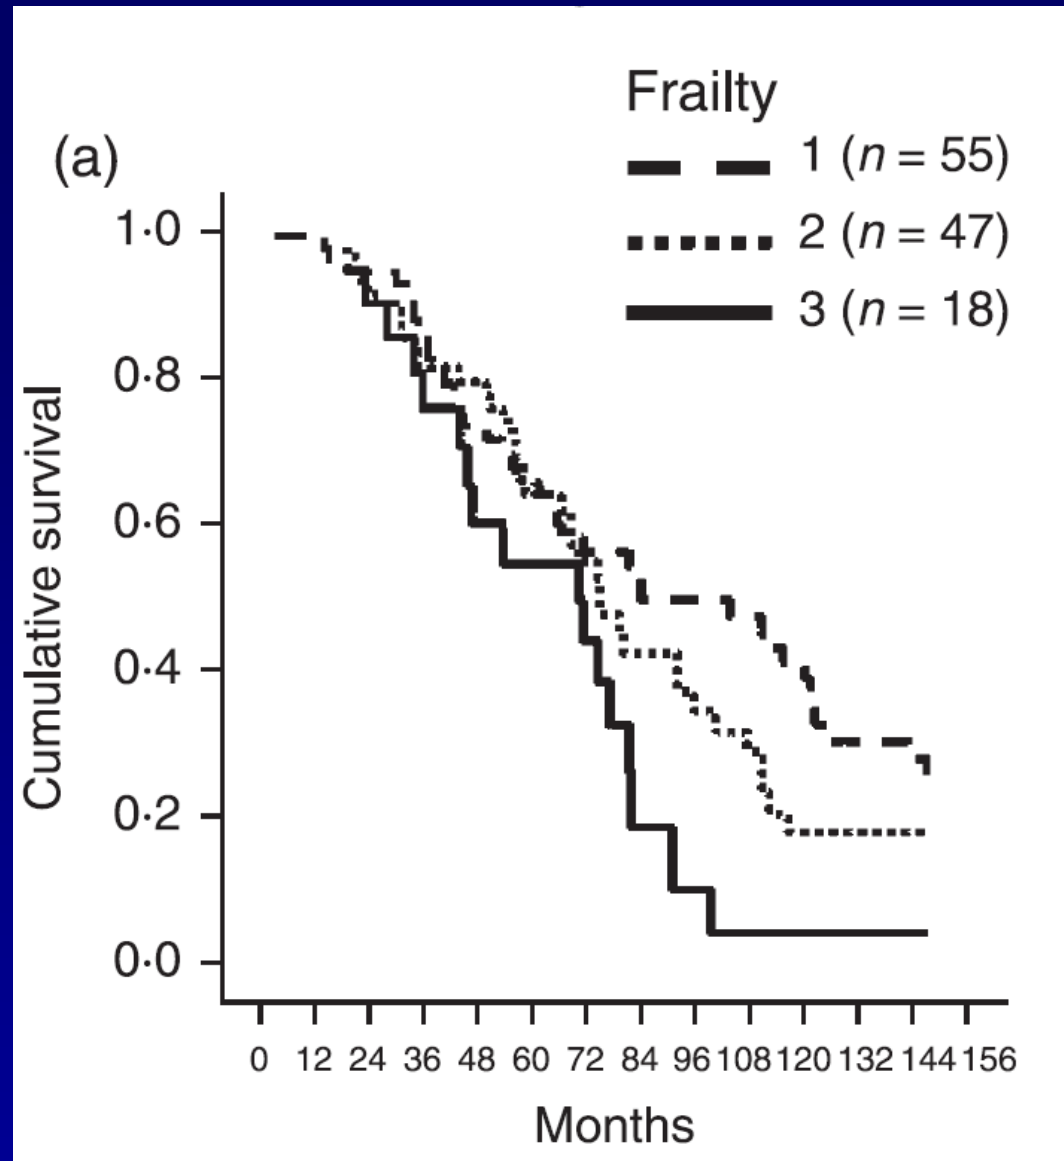 Frailty
(a)
1 (n = 55)
2 (n = 47)
3 (n = 18)
Cumulative survival
1·0
0·8
0·6
0·4
0·2
0·0
0 12 24 36 48 60 72 84 96 108 120 132 144 156
Months